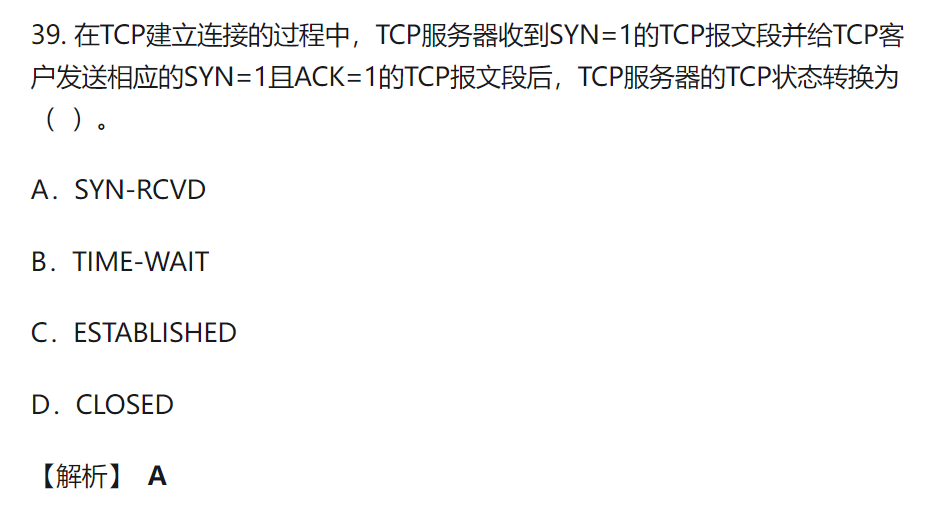 39. 在TCP建立连接的过程中，TCP服务器收到SYN=1的TCP报文段并给TCP客
户发送相应的SYN=1且ACK=1的TCP报文段后，TCP服务器的TCP状态转换为
（ ）。
A．SYN-RCVD
B．TIME-WAIT
C．ESTABLISHED
D．CLOSED
【解析】 A